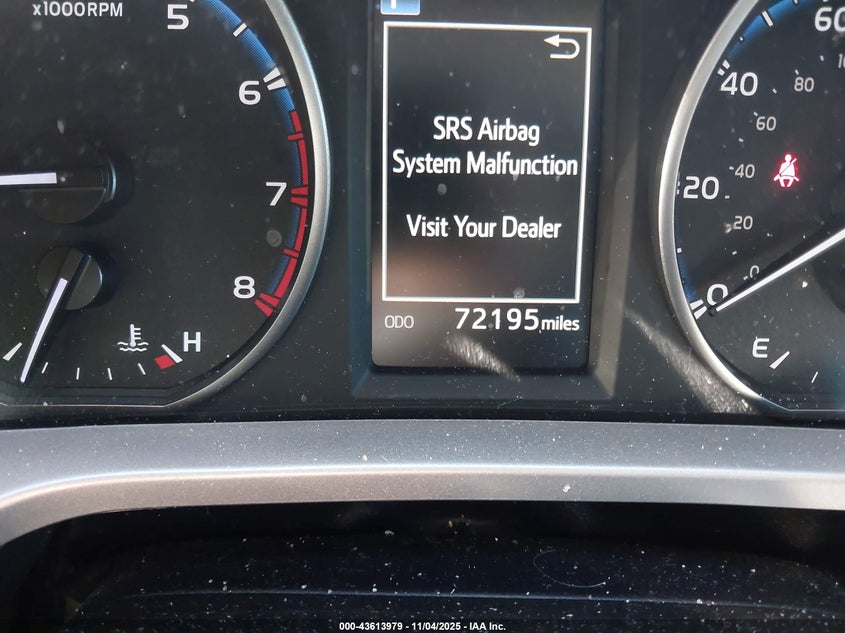 x1000RPM
5
6
7
8
H
SRS Airbag
System Malfunction
Visit Your Dealer
ODO 72195 miles
60
40
80
60
40
20
20
0
0
E
000-43613979 - 11/04/2025 - IAA Inc.